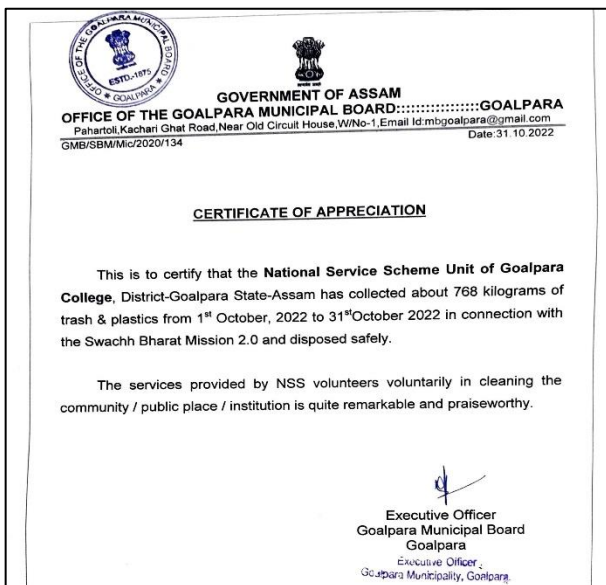 OFFICE OF THE GOALPARA MUNICIPAL BOARD
ESTD.-1875
GOALPARA
GOVERNMENT OF ASSAM
OFFICE OF THE GOALPARA MUNICIPAL BOARD::::::::::::::::GOALPARA
Pahartoli,Kachari Ghat Road,Near Old Circuit House,W/No-1,Email Id:mbgoalpara@gmail.com
GMB/SBM/Mic/2020/134 Date:31.10.2022
CERTIFICATE OF APPRECIATION
This is to certify that the National Service Scheme Unit of Goalpara
College, District-Goalpara State-Assam has collected about 768 kilograms of
trash & plastics from 1st October, 2022 to 31stOctober 2022 in connection with
the Swachh Bharat Mission 2.0 and disposed safely.
The services provided by NSS volunteers voluntarily in cleaning the
community / public place / institution is quite remarkable and praiseworthy.
Executive Officer
Goalpara Municipal Board
Goalpara
Executive Officer
Goalpara Municipality, Goalpara.